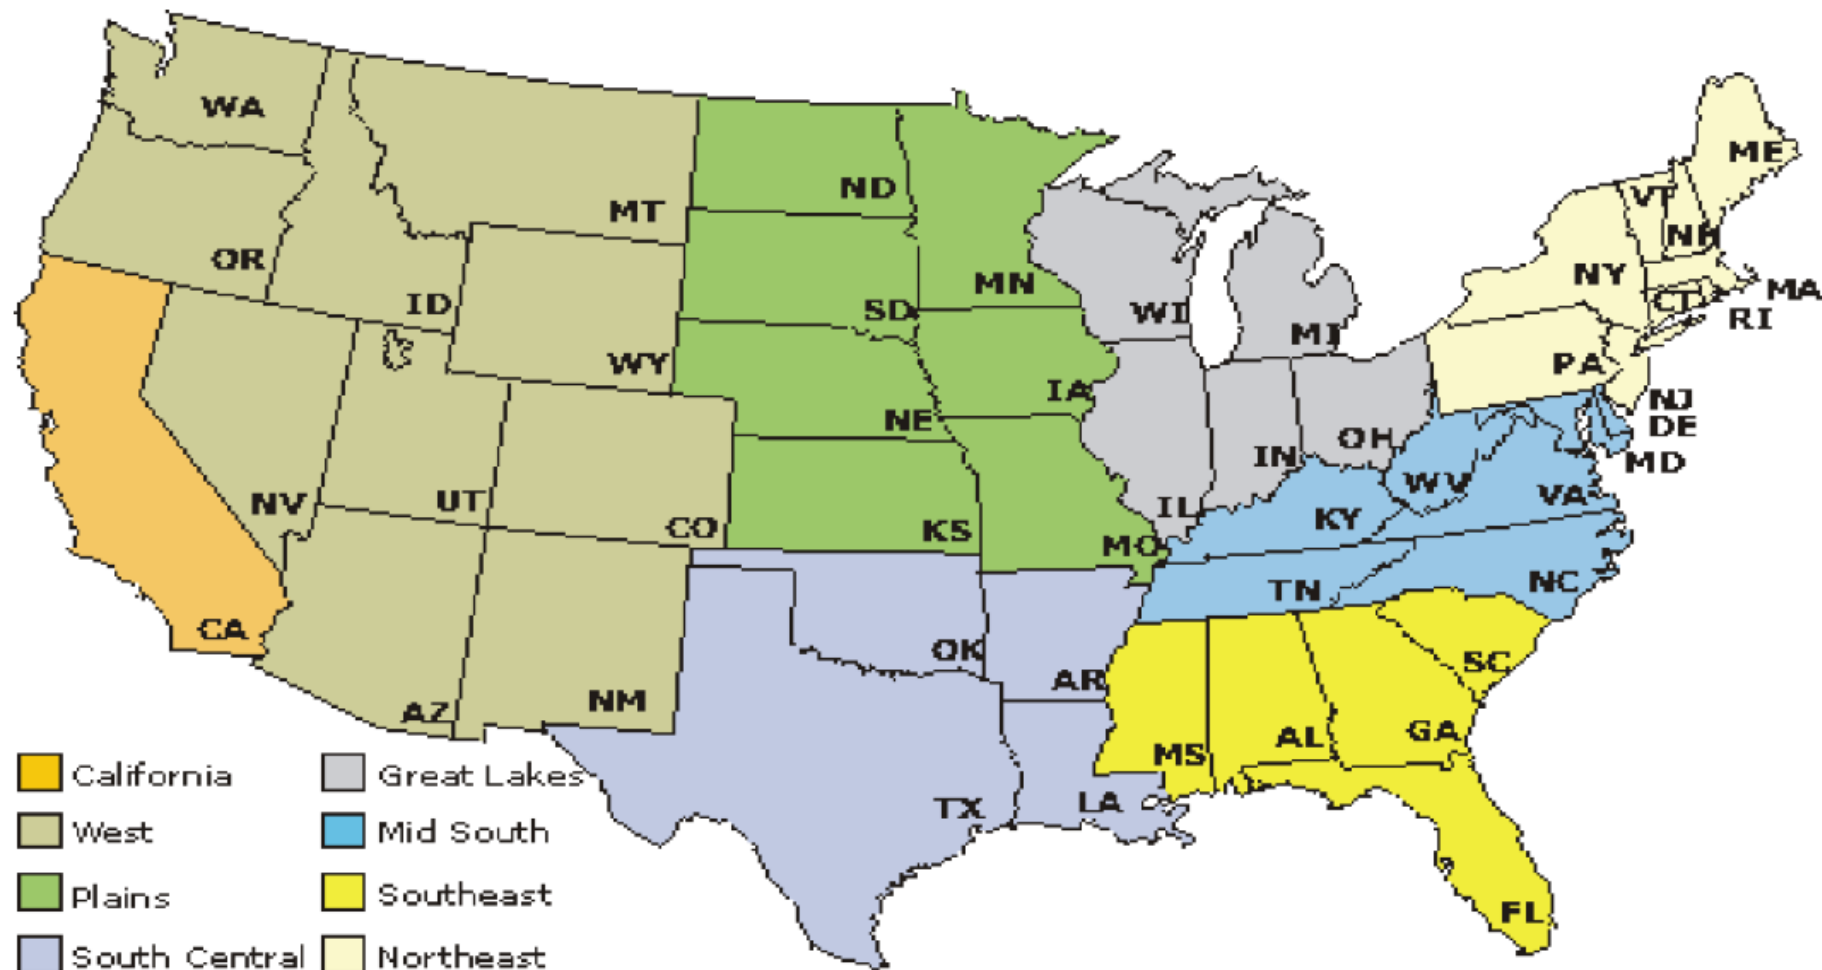 WA
ME
ND
VT
MT
NH
OR
NY
MN
MA
ID
CT
SD
WI
RI
MI
WY
PA
IA
NJ
NE
DE
OH
IN
MD
WV
NV
UT
IL
VA
CO
KS
KY
MO
TN
NC
CA
OK
SC
AR
NM
AZ
GA
AL
MS
TX
LA
FL
California
Great Lakes
West
Mid South
Plains
Southeast
South Central
Northeast